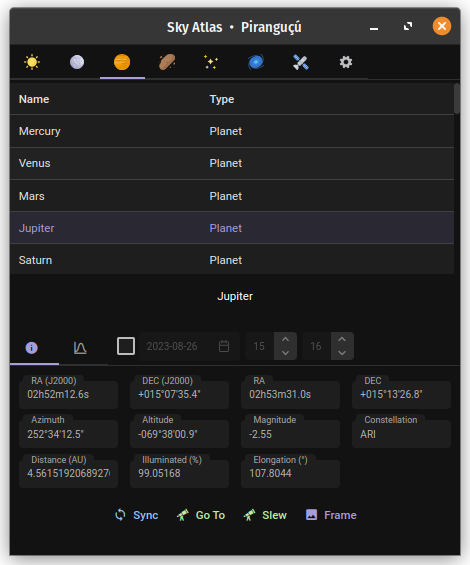 Sky Atlas • Piranguçú
Name Type
Mercury Planet
Venus Planet
Mars Planet
Jupiter Planet
Saturn Planet
Jupiter
2023-08-26 15 16
RA (J2000) DEC (J2000) RA DEC
02h52m12.6s +015°07'35.4" 02h53m31.0s +015°13'26.8"
Azimuth Altitude Magnitude Constellation
252°34'12.5" -069°38'00.9" -2.55 ARI
Distance (AU) Illuminated (%) Elongation (°)
4.5615192068927 99.05168 107.8044
Sync Go To Slew Frame